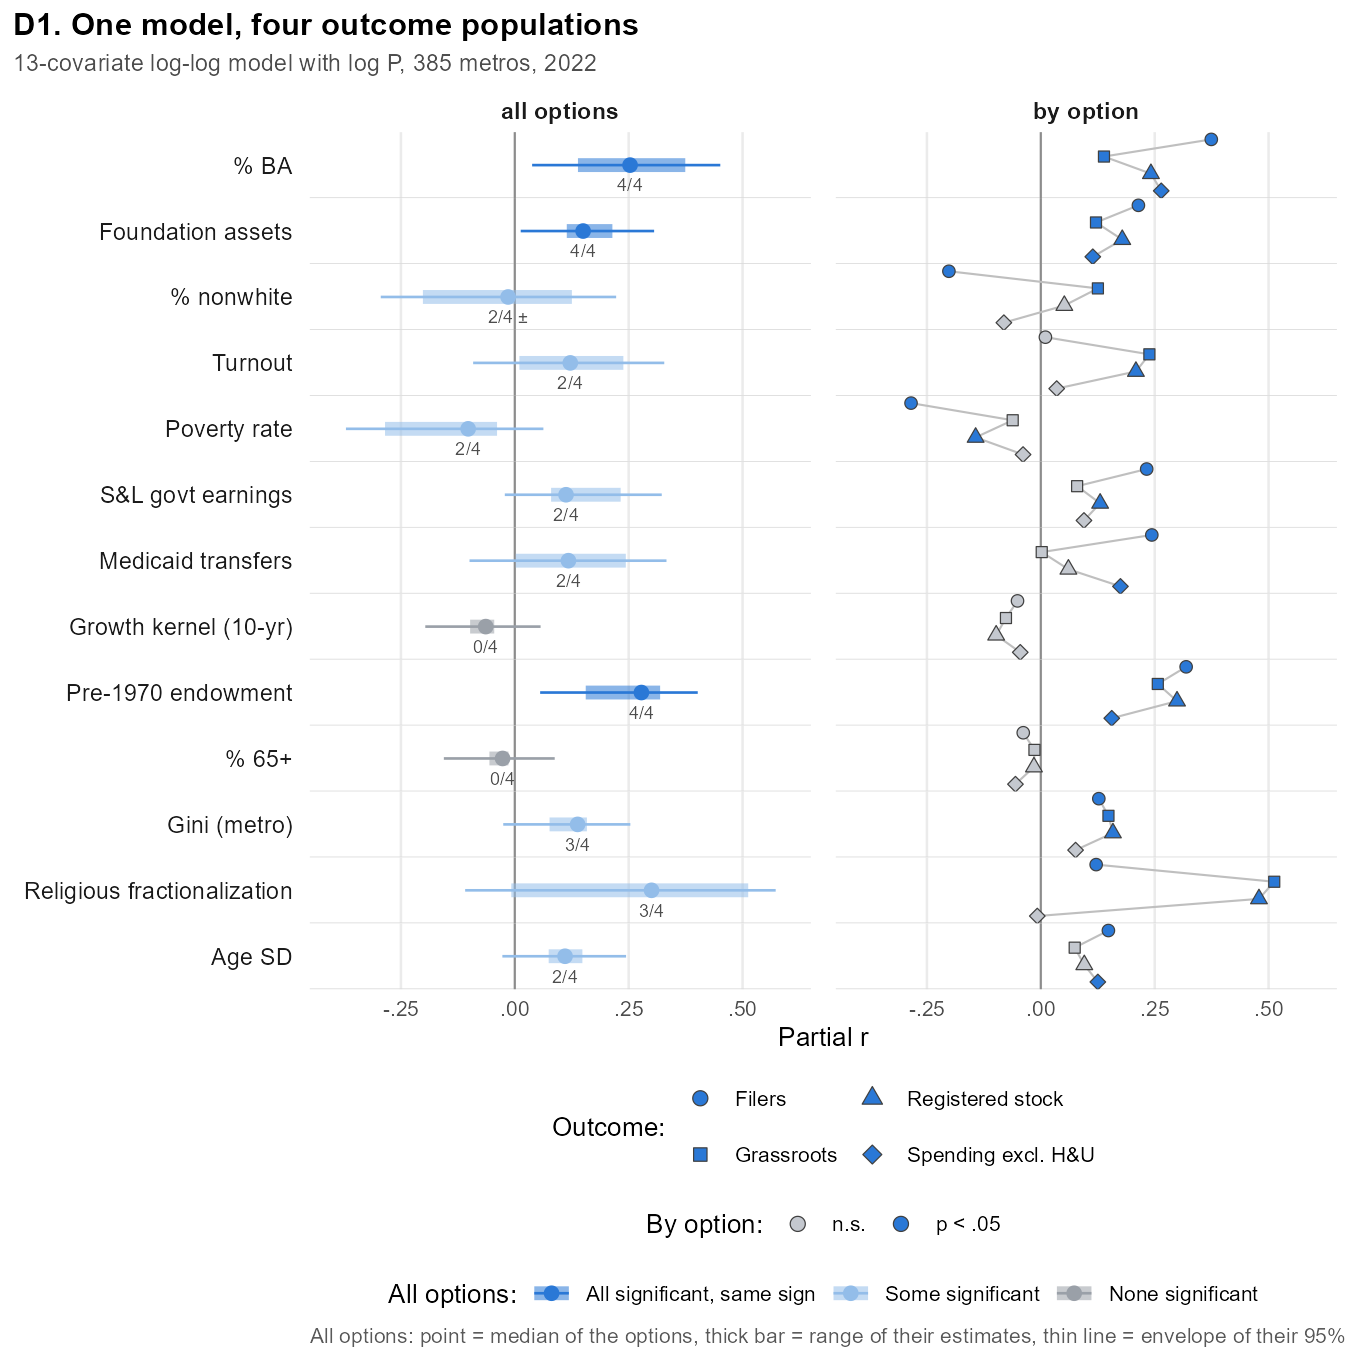 D1. One model, four outcome populations
13-covariate log-log model with log P, 385 metros, 2022
all options
by option
% BA
4/4
Foundation assets
4/4
% nonwhite
2/4 ±
Turnout
2/4
Poverty rate
2/4
S&L govt earnings
2/4
Medicaid transfers
2/4
Growth kernel (10-yr)
0/4
Pre-1970 endowment
4/4
% 65+
0/4
Gini (metro)
3/4
Religious fractionalization
3/4
Age SD
2/4
-.25 .00 .25 .50
-.25 .00 .25 .50
Partial r
Outcome:
Filers
Registered stock
Grassroots
Spending excl. H&U
By option: n.s. p < .05
All options: All significant, same sign Some significant None significant
All options: point = median of the options, thick bar = range of their estimates, thin line = envelope of their 95%